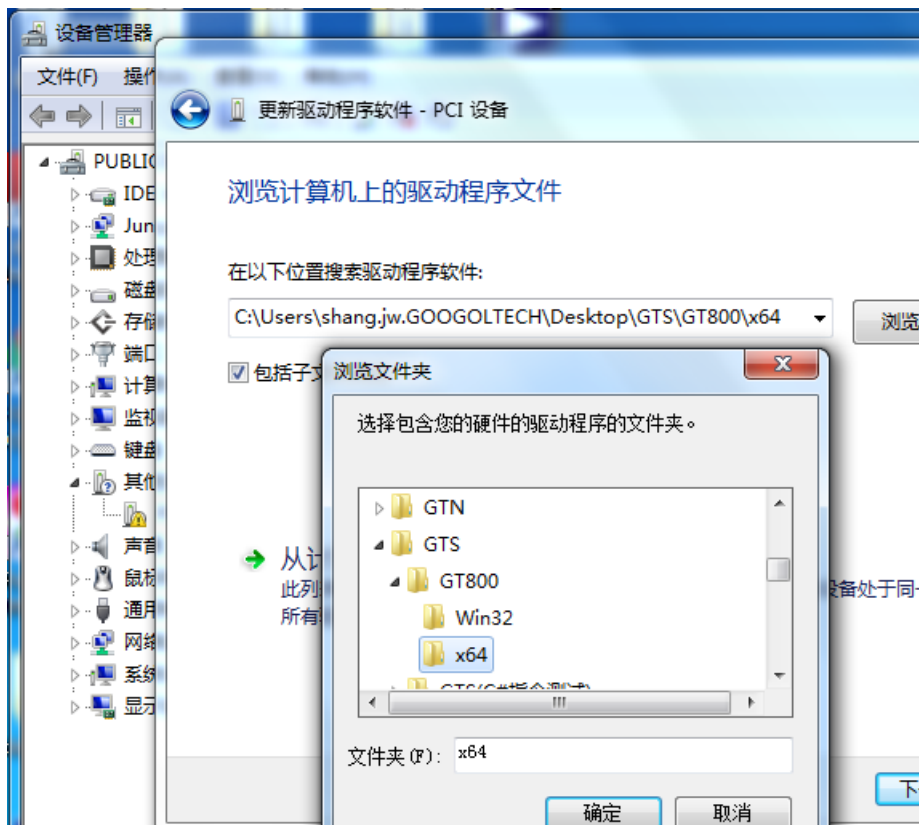 设备管理器
文件(F) 操
更新驱动程序软件 - PCI 设备
PUBLIC
IDE
Jun
处理
磁盘
存储
端口
计算
监视
键盘
其他
声音
鼠标
通用
网络
系统
显示
浏览计算机上的驱动程序文件
在以下位置搜索驱动程序软件:
C:\Users\shang.jw.GOOGOLTECH\Desktop\GTS\GT800\x64
浏览
包括子文
从计
此列
设备处于同一
所有
浏览文件夹
选择包含您的硬件的驱动程序的文件夹。
GTN
GTS
GT800
Win32
x64
文件夹(F): x64
确定 取消
下